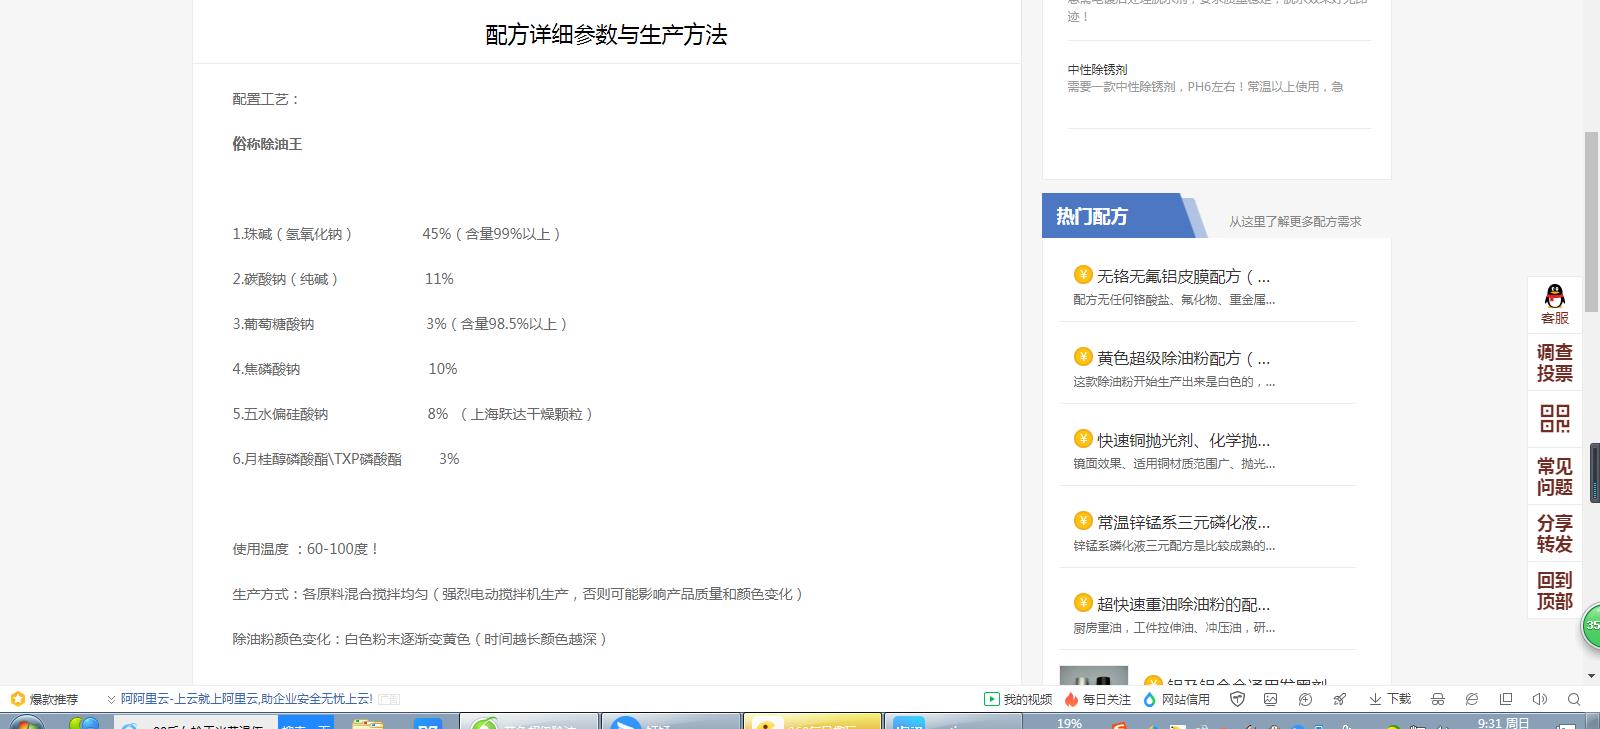 配方详细参数与生产方法
配置工艺：
俗称除油王
1.珠碱（氢氧化钠） 45%（含量99%以上）
2.碳酸钠（纯碱） 11%
3.葡萄糖酸钠 3%（含量98.5%以上）
4.焦磷酸钠 10%
5.五水偏硅酸钠 8% （上海跃达干燥颗粒）
6.月桂醇磷酸酯\TXP磷酸酯 3%
使用温度 ：60-100度！
生产方式：各原料混合搅拌均匀（强烈电动搅拌机生产，否则可能影响产品质量和颜色变化）
除油粉颜色变化：白色粉末逐渐变黄色（时间越长颜色越深）
迹！
中性除锈剂
需要一款中性除锈剂，PH6左右！常温以上使用，急
热门配方
从这里了解更多配方需求
无铬无氟铝皮膜配方（...
配方无任何铬酸盐、氟化物、重金属...
黄色超级除油粉配方（...
这款除油粉开始生产出来是白色的，...
快速铜抛光剂、化学抛...
镜面效果、适用铜材质范围广、抛光...
常温锌锰系三元磷化液...
锌锰系磷化液三元配方是比较成熟的...
超快速重油除油粉的配...
厨房重油，工件拉伸油、冲压油，研...
客服
调查
投票
常见
问题
分享
转发
回到
顶部
35
爆款推荐
阿阿里云-上云就上阿里云,助企业安全无忧上云!
广告
我的视频
每日关注
网站信用
下载
19%
9:31 周日